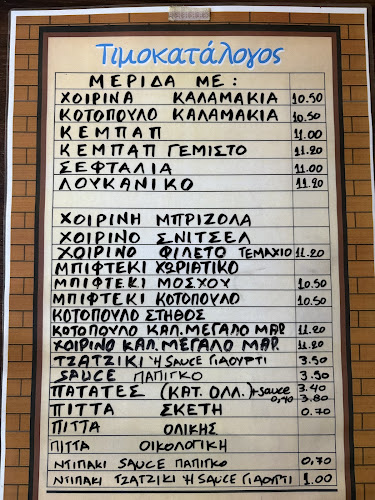 Τιμοκατάλογος
ΜΕΡΙΔΑ ΜΕ:
ΧΟΙΡΙΝΑ ΚΑΛΑΜΑΚΙΑ 10.50
ΚΟΤΟΠΟΥΛΟ ΚΑΛΑΜΑΚΙΑ 10.50
ΚΕΜΠΑΠ 11.00
ΚΕΜΠΑΠ ΓΕΜΙΣΤΟ 11.20
ΣΕΦΤΑΛΙΑ 11.00
ΛΟΥΚΑΝΙΚΟ 11.20
ΧΟΙΡΙΝΗ ΜΠΡΙΖΟΛΑ
ΧΟΙΡΙΝΟ ΣΝΙΤΣΕΛ
ΧΟΙΡΙΝΟ ΦΙΛΕΤΟ ΤΕΜΑΧΙΟ 11.20
ΜΠΙΦΤΕΚΙ ΧΩΡΙΑΤΙΚΟ
ΜΠΙΦΤΕΚΙ ΜΟΣΧΟΥ 10.50
ΜΠΙΦΤΕΚΙ ΚΟΤΟΠΟΥΛΟ 10.50
ΚΟΤΟΠΟΥΛΟ ΣΤΗΘΟΣ
ΚΟΤΟΠΟΥΛΟ ΚΑΛ.ΜΕΓΑΛΟ ΜΑΡ 11.20
ΧΟΙΡΙΝΟ ΚΑΛ.ΜΕΓΑΛΟ ΜΑΡ. 11.20
ΤΖΑΤΖΙΚΙ Ή SAUCE ΓΙΑΟΥΡΤΙ 3.50
SAUCE ΠΑΠΙΓΚΟ 3.50
ΠΑΤΑΤΕΣ (ΚΑΤ. ΟΛΛ.) + sauce 3.40
0,40 3.80
ΠΙΤΤΑ ΣΚΕΤΗ 0.70
ΠΙΤΤΑ ΟΛΙΚΗΣ
ΠΙΤΤΑ ΟΙΚΟΛΟΓΙΚΗ
ΝΤΙΠΑΚΙ SAUCE ΠΑΠΙΓΚΟ 0,70
ΝΤΙΠΑΚΙ ΤΖΑΤΖΙΚΙ Ή SAUCE ΓΙΑΟΥΡΤΙ 1.00